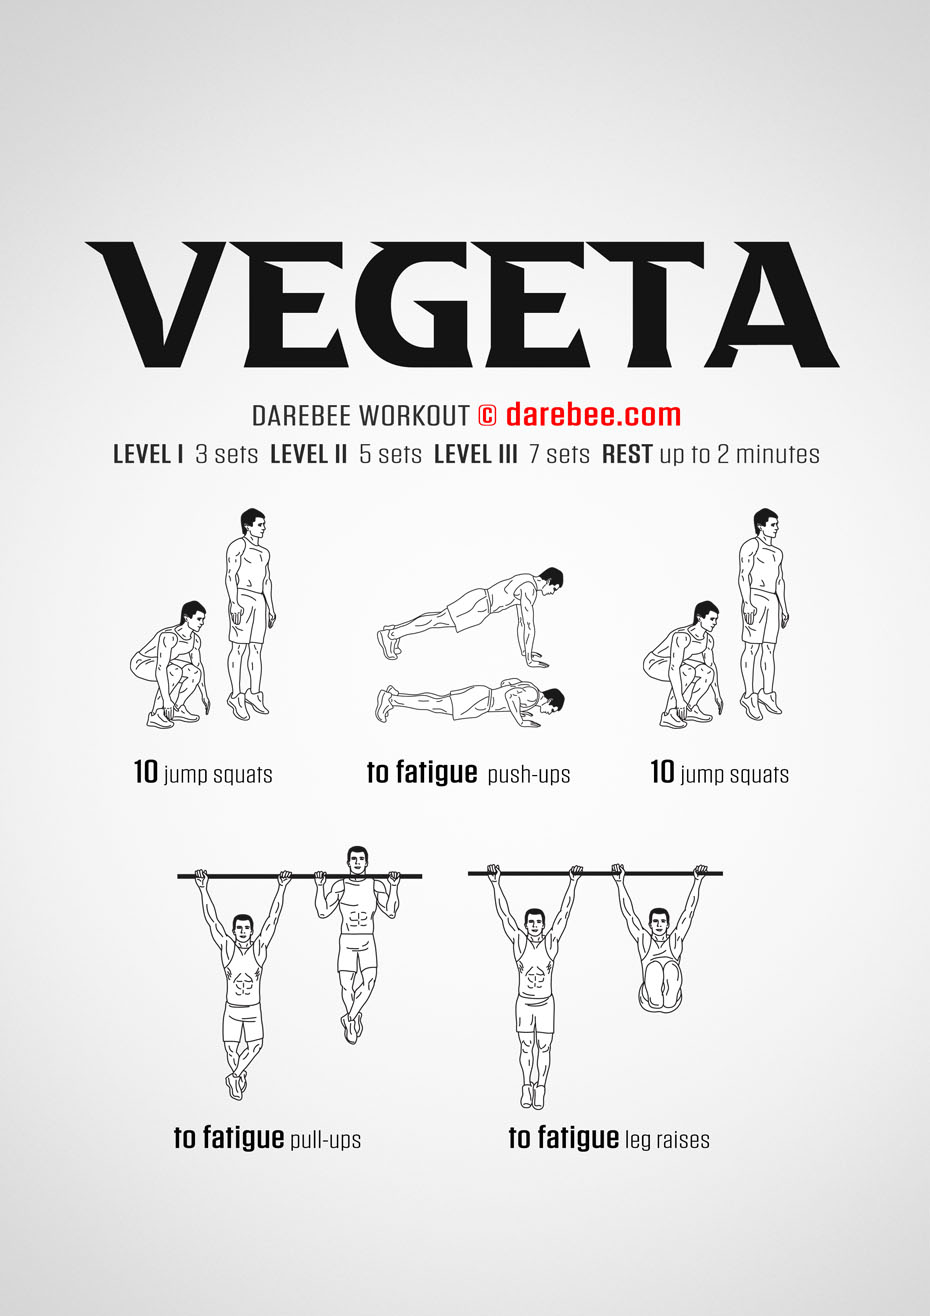 VEGETA
DAREBEE WORKOUT © darebee.com
LEVEL I 3 sets LEVEL II 5 sets LEVEL III 7 sets REST up to 2 minutes
10 jump squats
to fatigue push-ups
10 jump squats
to fatigue pull-ups
to fatigue leg raises